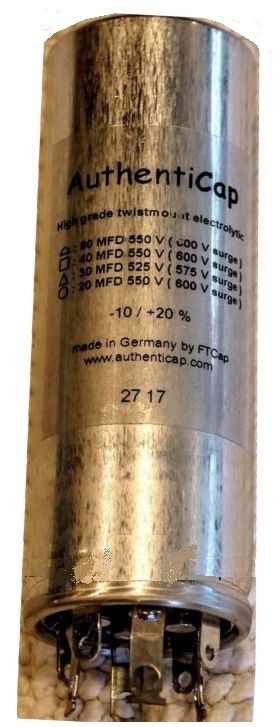 AuthentiCap
High grade twistmount electrolytic
⌓ : 80 MFD 550 V ( 600 V surge)
□ : 40 MFD 550 V ( 600 V surge)
△ : 30 MFD 525 V ( 575 V surge)
○ : 20 MFD 550 V ( 600 V surge)
-10 / +20 %
made in Germany by FTCap
www.authenticap.com
27 17